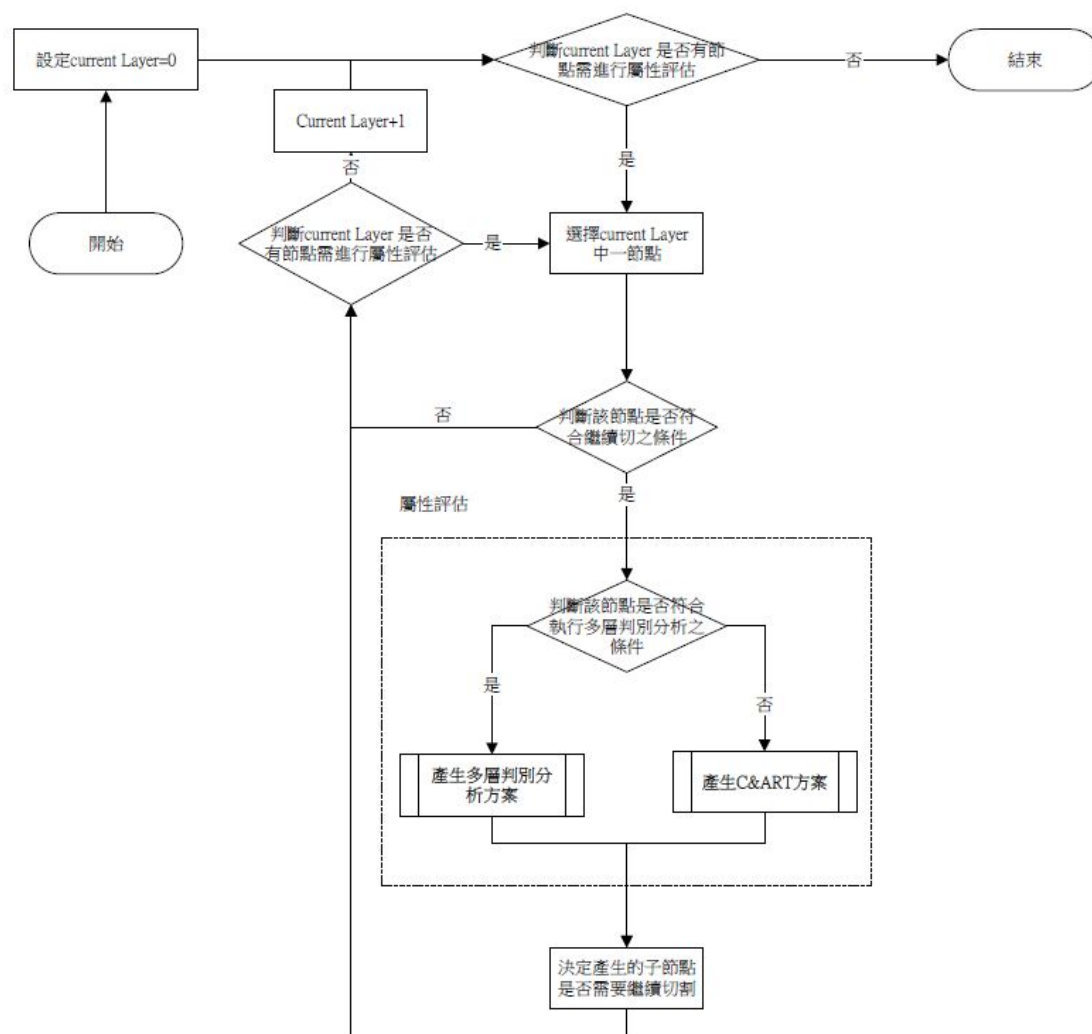 設定current Layer=0
判斷current Layer 是否有節
點需進行屬性評估
否
結束
Current Layer+1
否
是
開始
判斷current Layer 是否
有節點需進行屬性評估
是
選擇current Layer
中一節點
否
判斷該節點是否符
合繼續切之條件
是
屬性評估
判斷該節點是否符合
執行多層判別分析之
條件
是
否
產生多層判別分
析方案
產生C&ART方案
決定產生的子節點
是否需要繼續切割